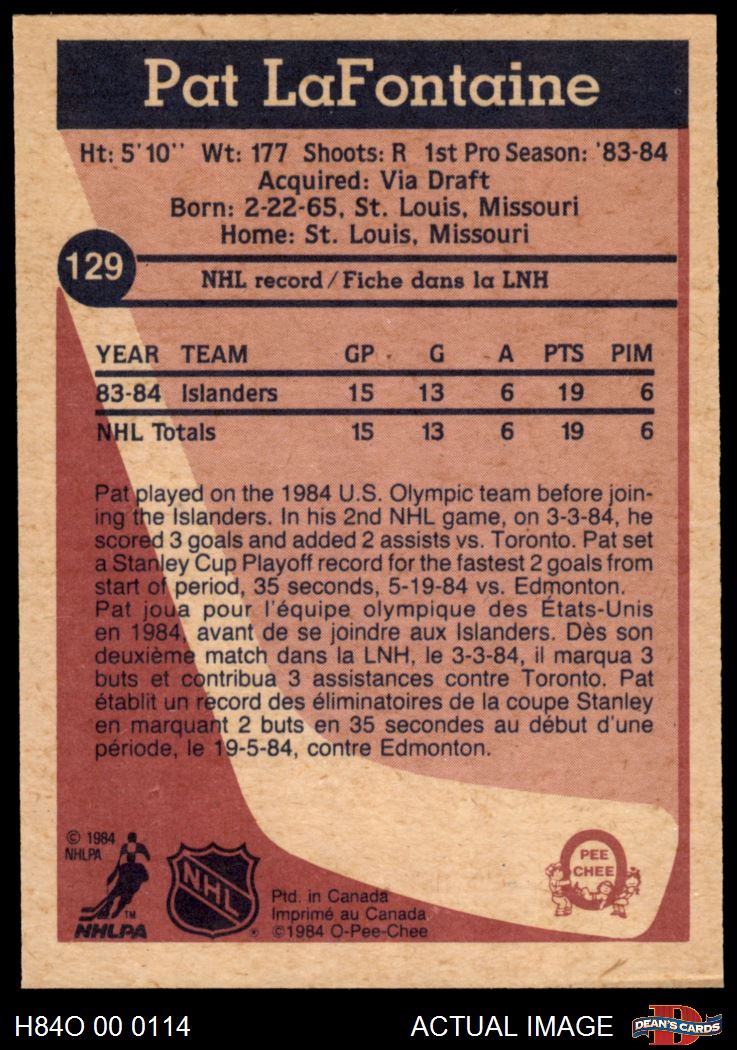 Pat LaFontaine
Ht: 5'10'' Wt: 177 Shoots: R 1st Pro Season: '83-84
Acquired: Via Draft
Born: 2-22-65, St. Louis, Missouri
Home: St. Louis, Missouri
129
NHL record/Fiche dans la LNH
YEAR TEAM GP G A PTS PIM
83-84 Islanders 15 13 6 19 6
NHL Totals 15 13 6 19 6
Pat played on the 1984 U.S. Olympic team before join-
ing the Islanders. In his 2nd NHL game, on 3-3-84, he
scored 3 goals and added 2 assists vs. Toronto. Pat set
a Stanley Cup Playoff record for the fastest 2 goals from
start of period, 35 seconds, 5-19-84 vs. Edmonton.
Pat joua pour l'équipe olympique des États-Unis
en 1984, avant de se joindre aux Islanders. Dès son
deuxième match dans la LNH, le 3-3-84, il marqua 3
buts et contribua 3 assistances contre Toronto. Pat
établit un record des éliminatoires de la coupe Stanley
en marquant 2 buts en 35 secondes au début d'une
période, le 19-5-84, contre Edmonton.
© 1984
NHLPA
TM
NHLPA
NHL
®
Ptd. in Canada
Imprimé au Canada
©1984 O-Pee-Chee
PEE
CHEE
H84O 00 0114
ACTUAL IMAGE
D
DEAN'S CARDS